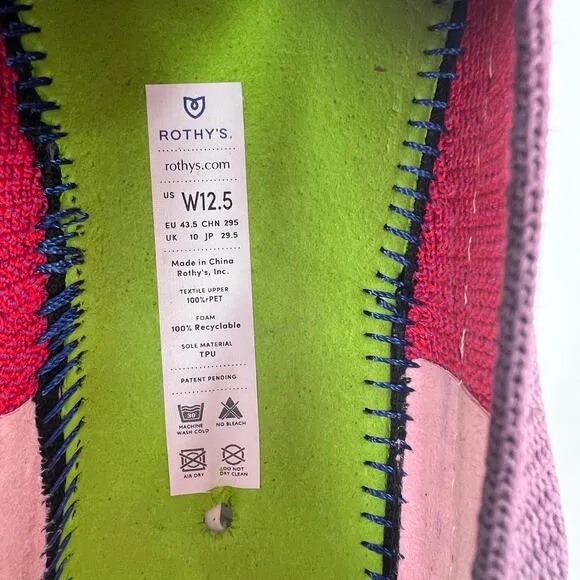 ROTHY'S.
rothys.com
US W12.5
EU 43.5 CHN 295
UK 10 JP 29.5
Made in China
Rothy's, Inc.
TEXTILE UPPER
100%rPET
FOAM
100% Recyclable
SOLE MATERIAL
TPU
PATENT PENDING
30
MACHINE WASH COLD
NO BLEACH
AIR DRY
DO NOT DRY CLEAN